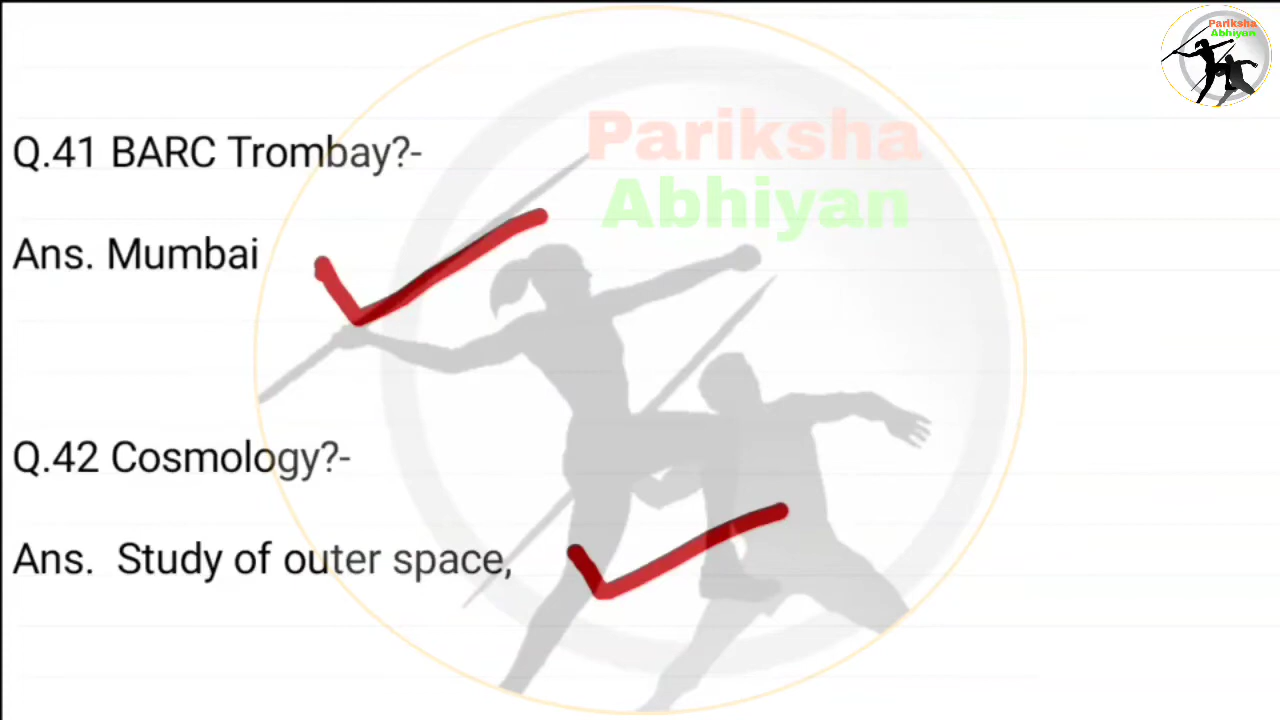 Pariksha
Abhiyan
Pariksha
Abhiyan
Q.41 BARC Trombay?-
Ans. Mumbai
Q.42 Cosmology?-
Ans. Study of outer space,